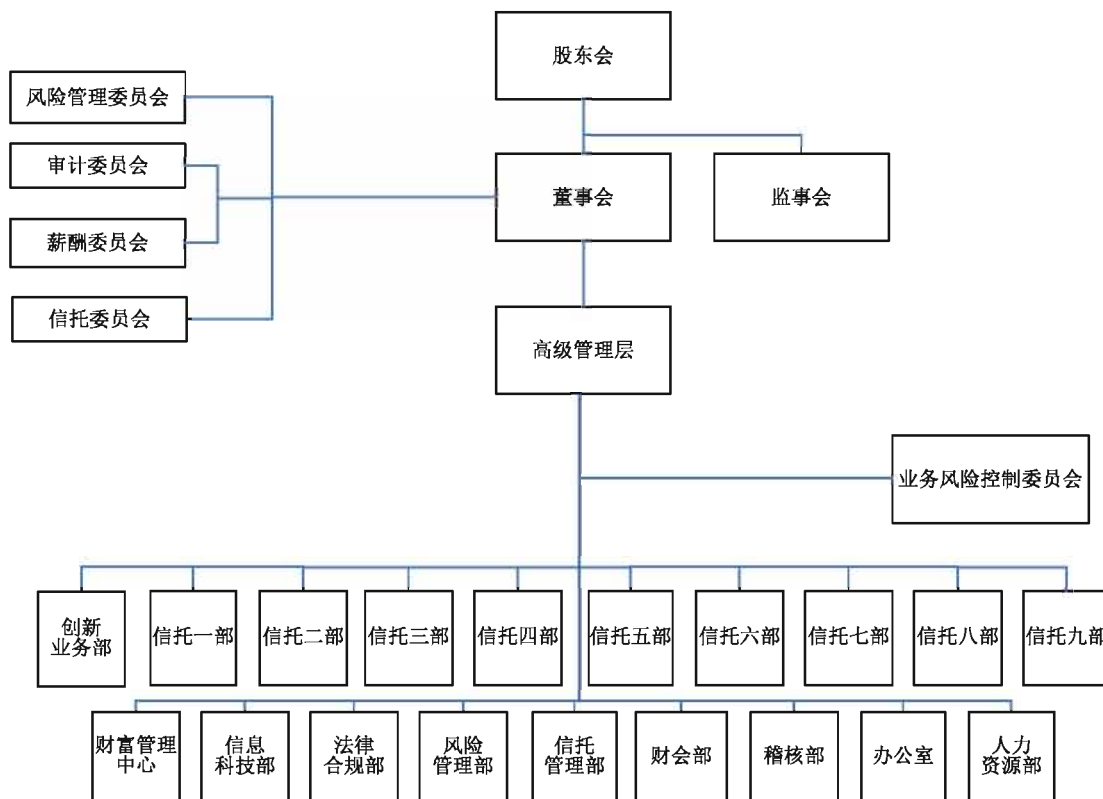 股东会
风险管理委员会
审计委员会
董事会
监事会
薪酬委员会
信托委员会
高级管理层
业务风险控制委员会
创新
业务部
信托一部
信托二部
信托三部
信托四部
信托五部
信托六部
信托七部
信托八部
信托九部
财富管理
中心
信息
科技部
法律
合规部
风险
管理部
信托
管理部
财会部
稽核部
办公室
人力
资源部